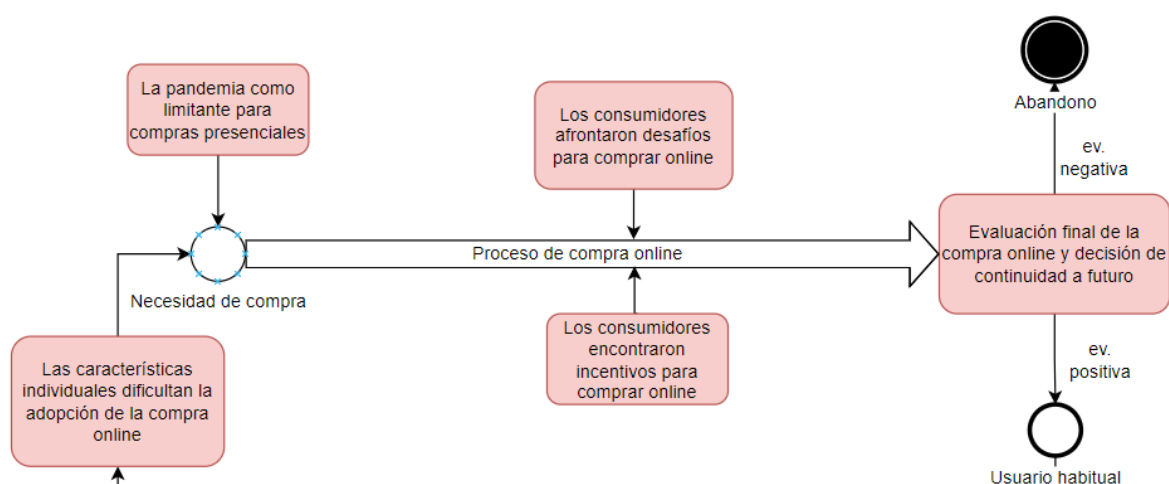 La pandemia como
limitante para
compras presenciales
Los consumidores
afrontaron desafíos
para comprar online
Abandono
ev.
negativa
Proceso de compra online
Evaluación final de la
compra online y decisión de
continuidad a futuro
Necesidad de compra
Los consumidores
encontraron
incentivos para
comprar online
Las características
individuales dificultan la
adopción de la compra
online
ev.
positiva
Usuario habitual